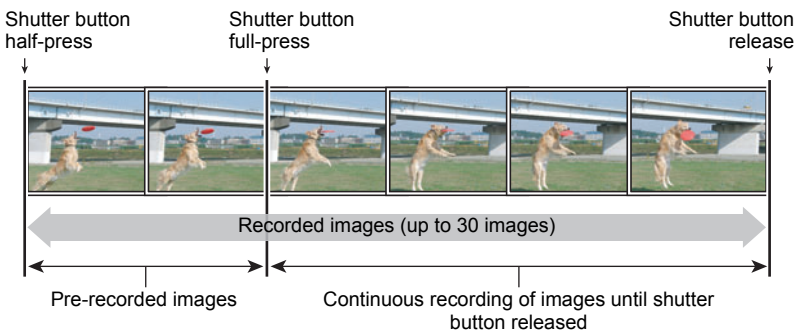 Shutter button
half-press
Shutter button
full-press
Shutter button
release
Recorded images (up to 30 images)
Pre-recorded images
Continuous recording of images until shutter
button released